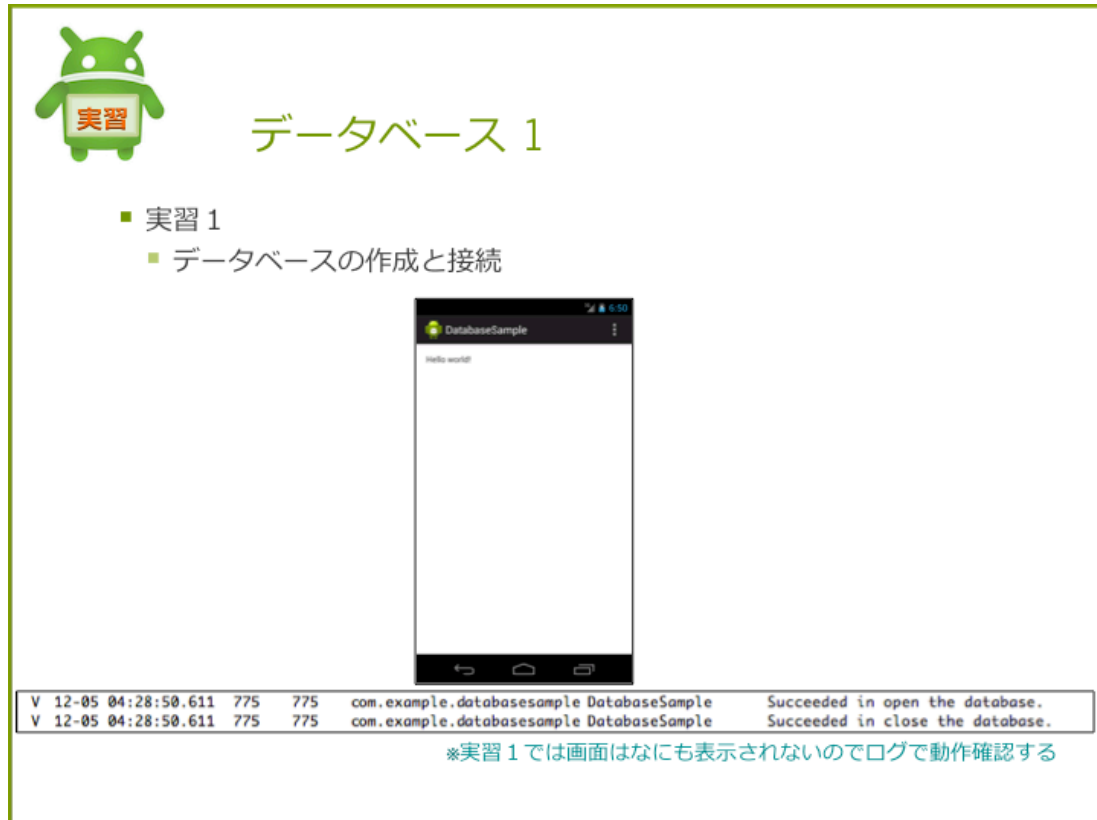 実習
データベース 1
実習 1
データベースの作成と接続
6:50
DatabaseSample
Hello world!
V 12-05 04:28:50.611 775 775 com.example.databasesample DatabaseSample Succeeded in open the database.
V 12-05 04:28:50.611 775 775 com.example.databasesample DatabaseSample Succeeded in close the database.
※実習 1 では画面はなにも表示されないのでログで動作確認する